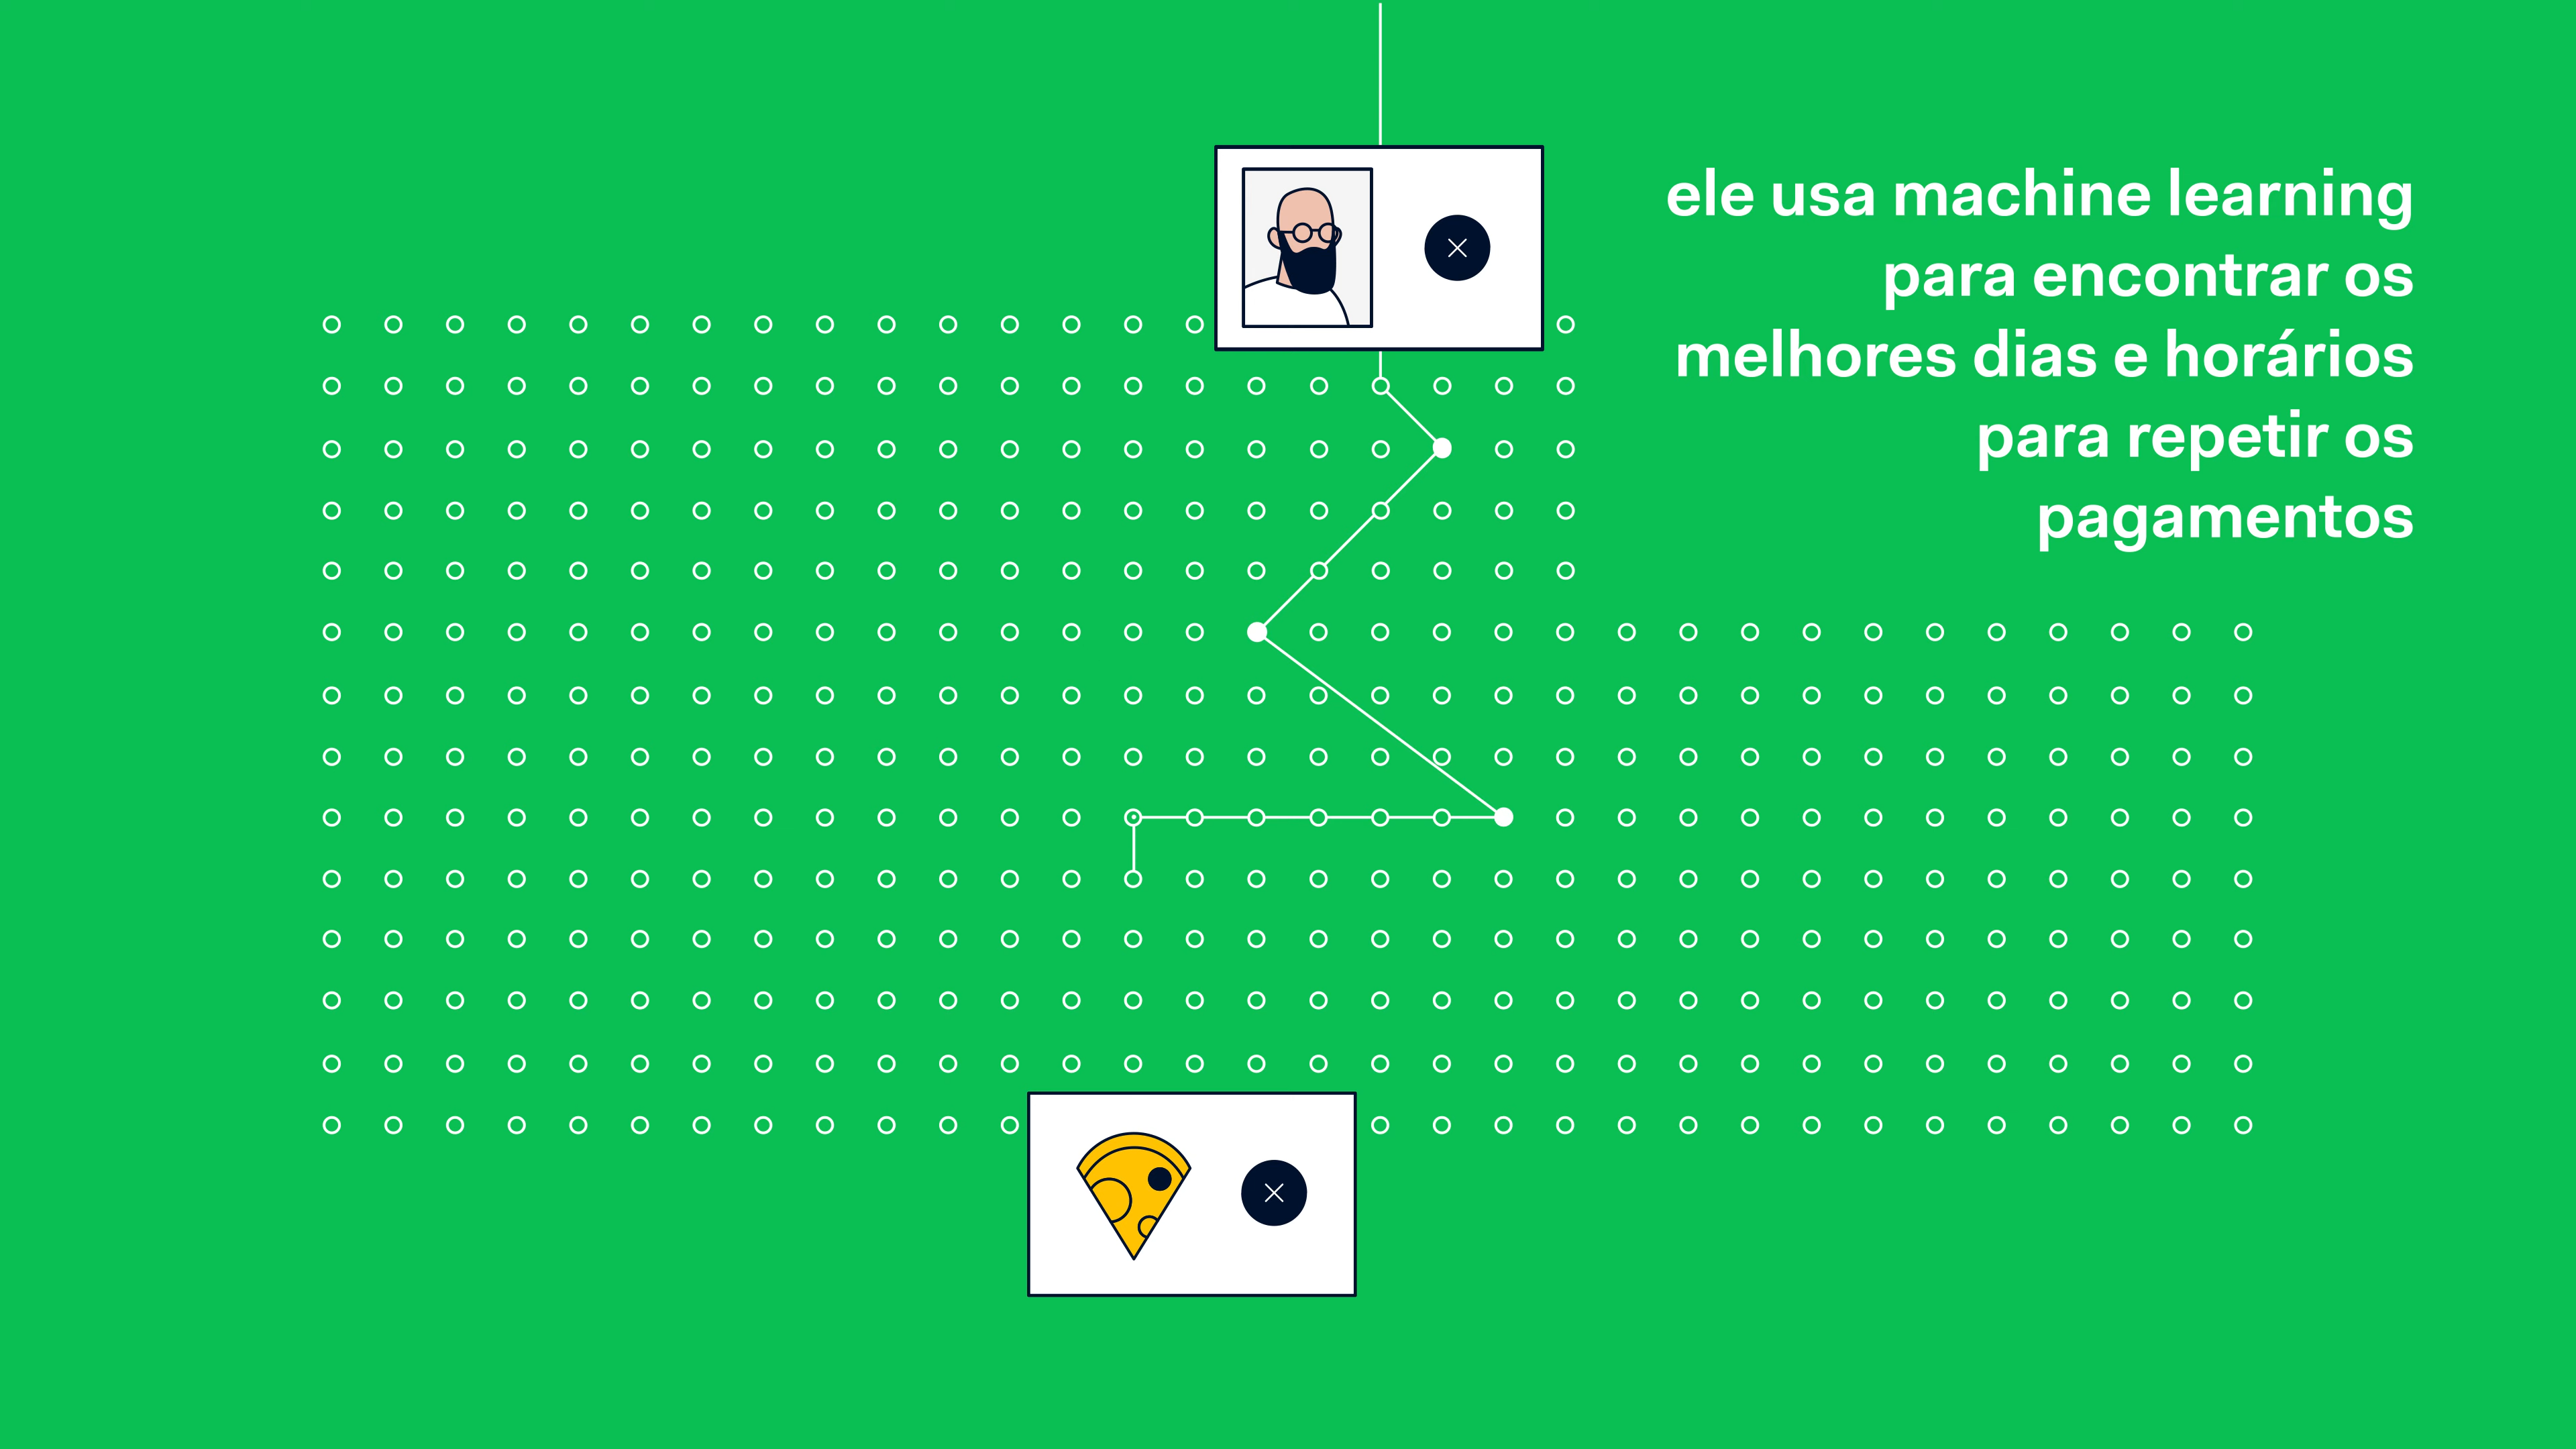 ele usa machine learning
para encontrar os
melhores dias e horários
para repetir os
pagamentos